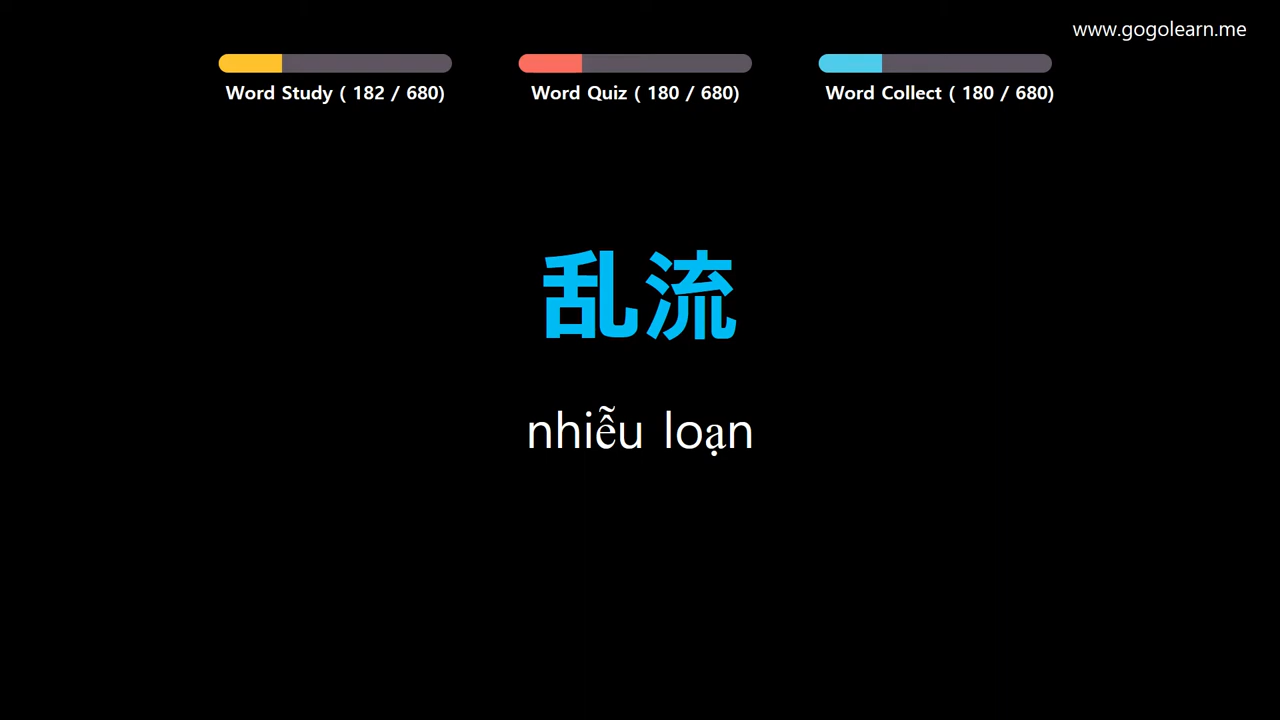 www.gogolearn.me
Word Study ( 182 / 680)
Word Quiz ( 180 / 680)
Word Collect ( 180 / 680)
乱流
nhiễu loạn